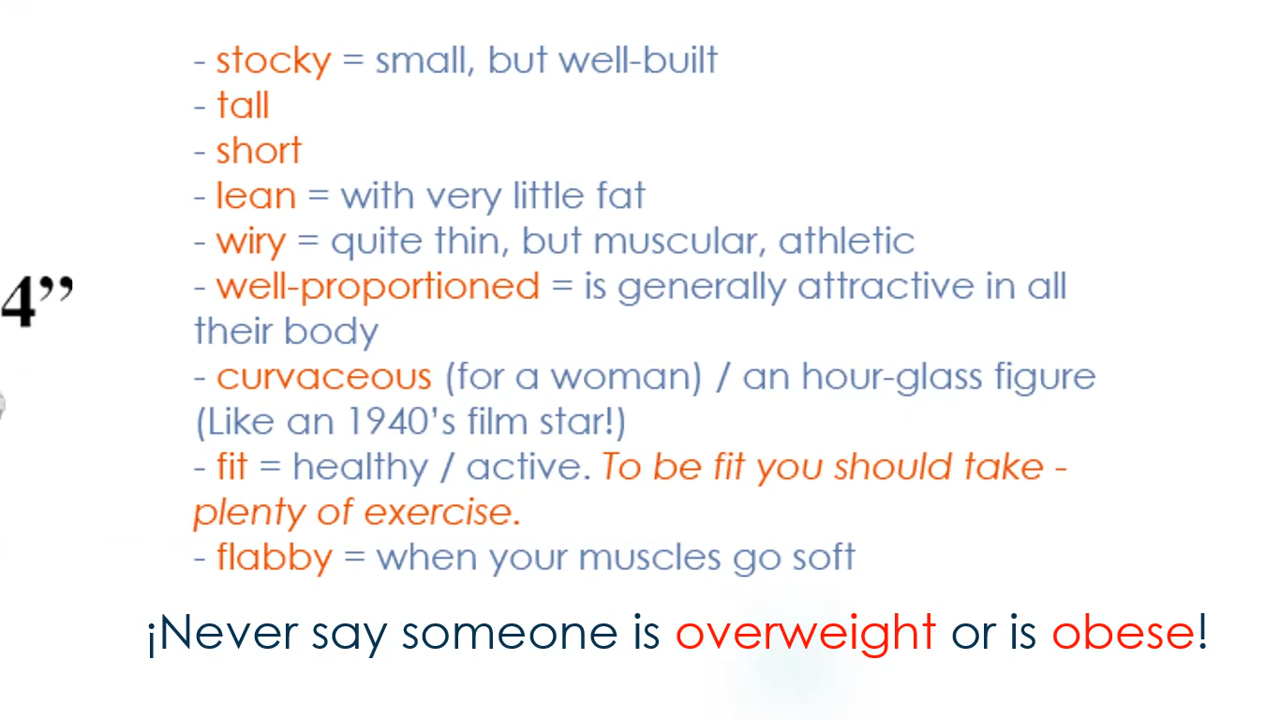 - stocky = small, but well-built
- tall
- short
- lean = with very little fat
- wiry = quite thin, but muscular, athletic
4”
- well-proportioned = is generally attractive in all
their body
- curvaceous (for a woman) / an hour-glass figure
(Like an 1940’s film star!)
- fit = healthy / active. To be fit you should take -
plenty of exercise.
- flabby = when your muscles go soft
¡Never say someone is overweight or is obese!